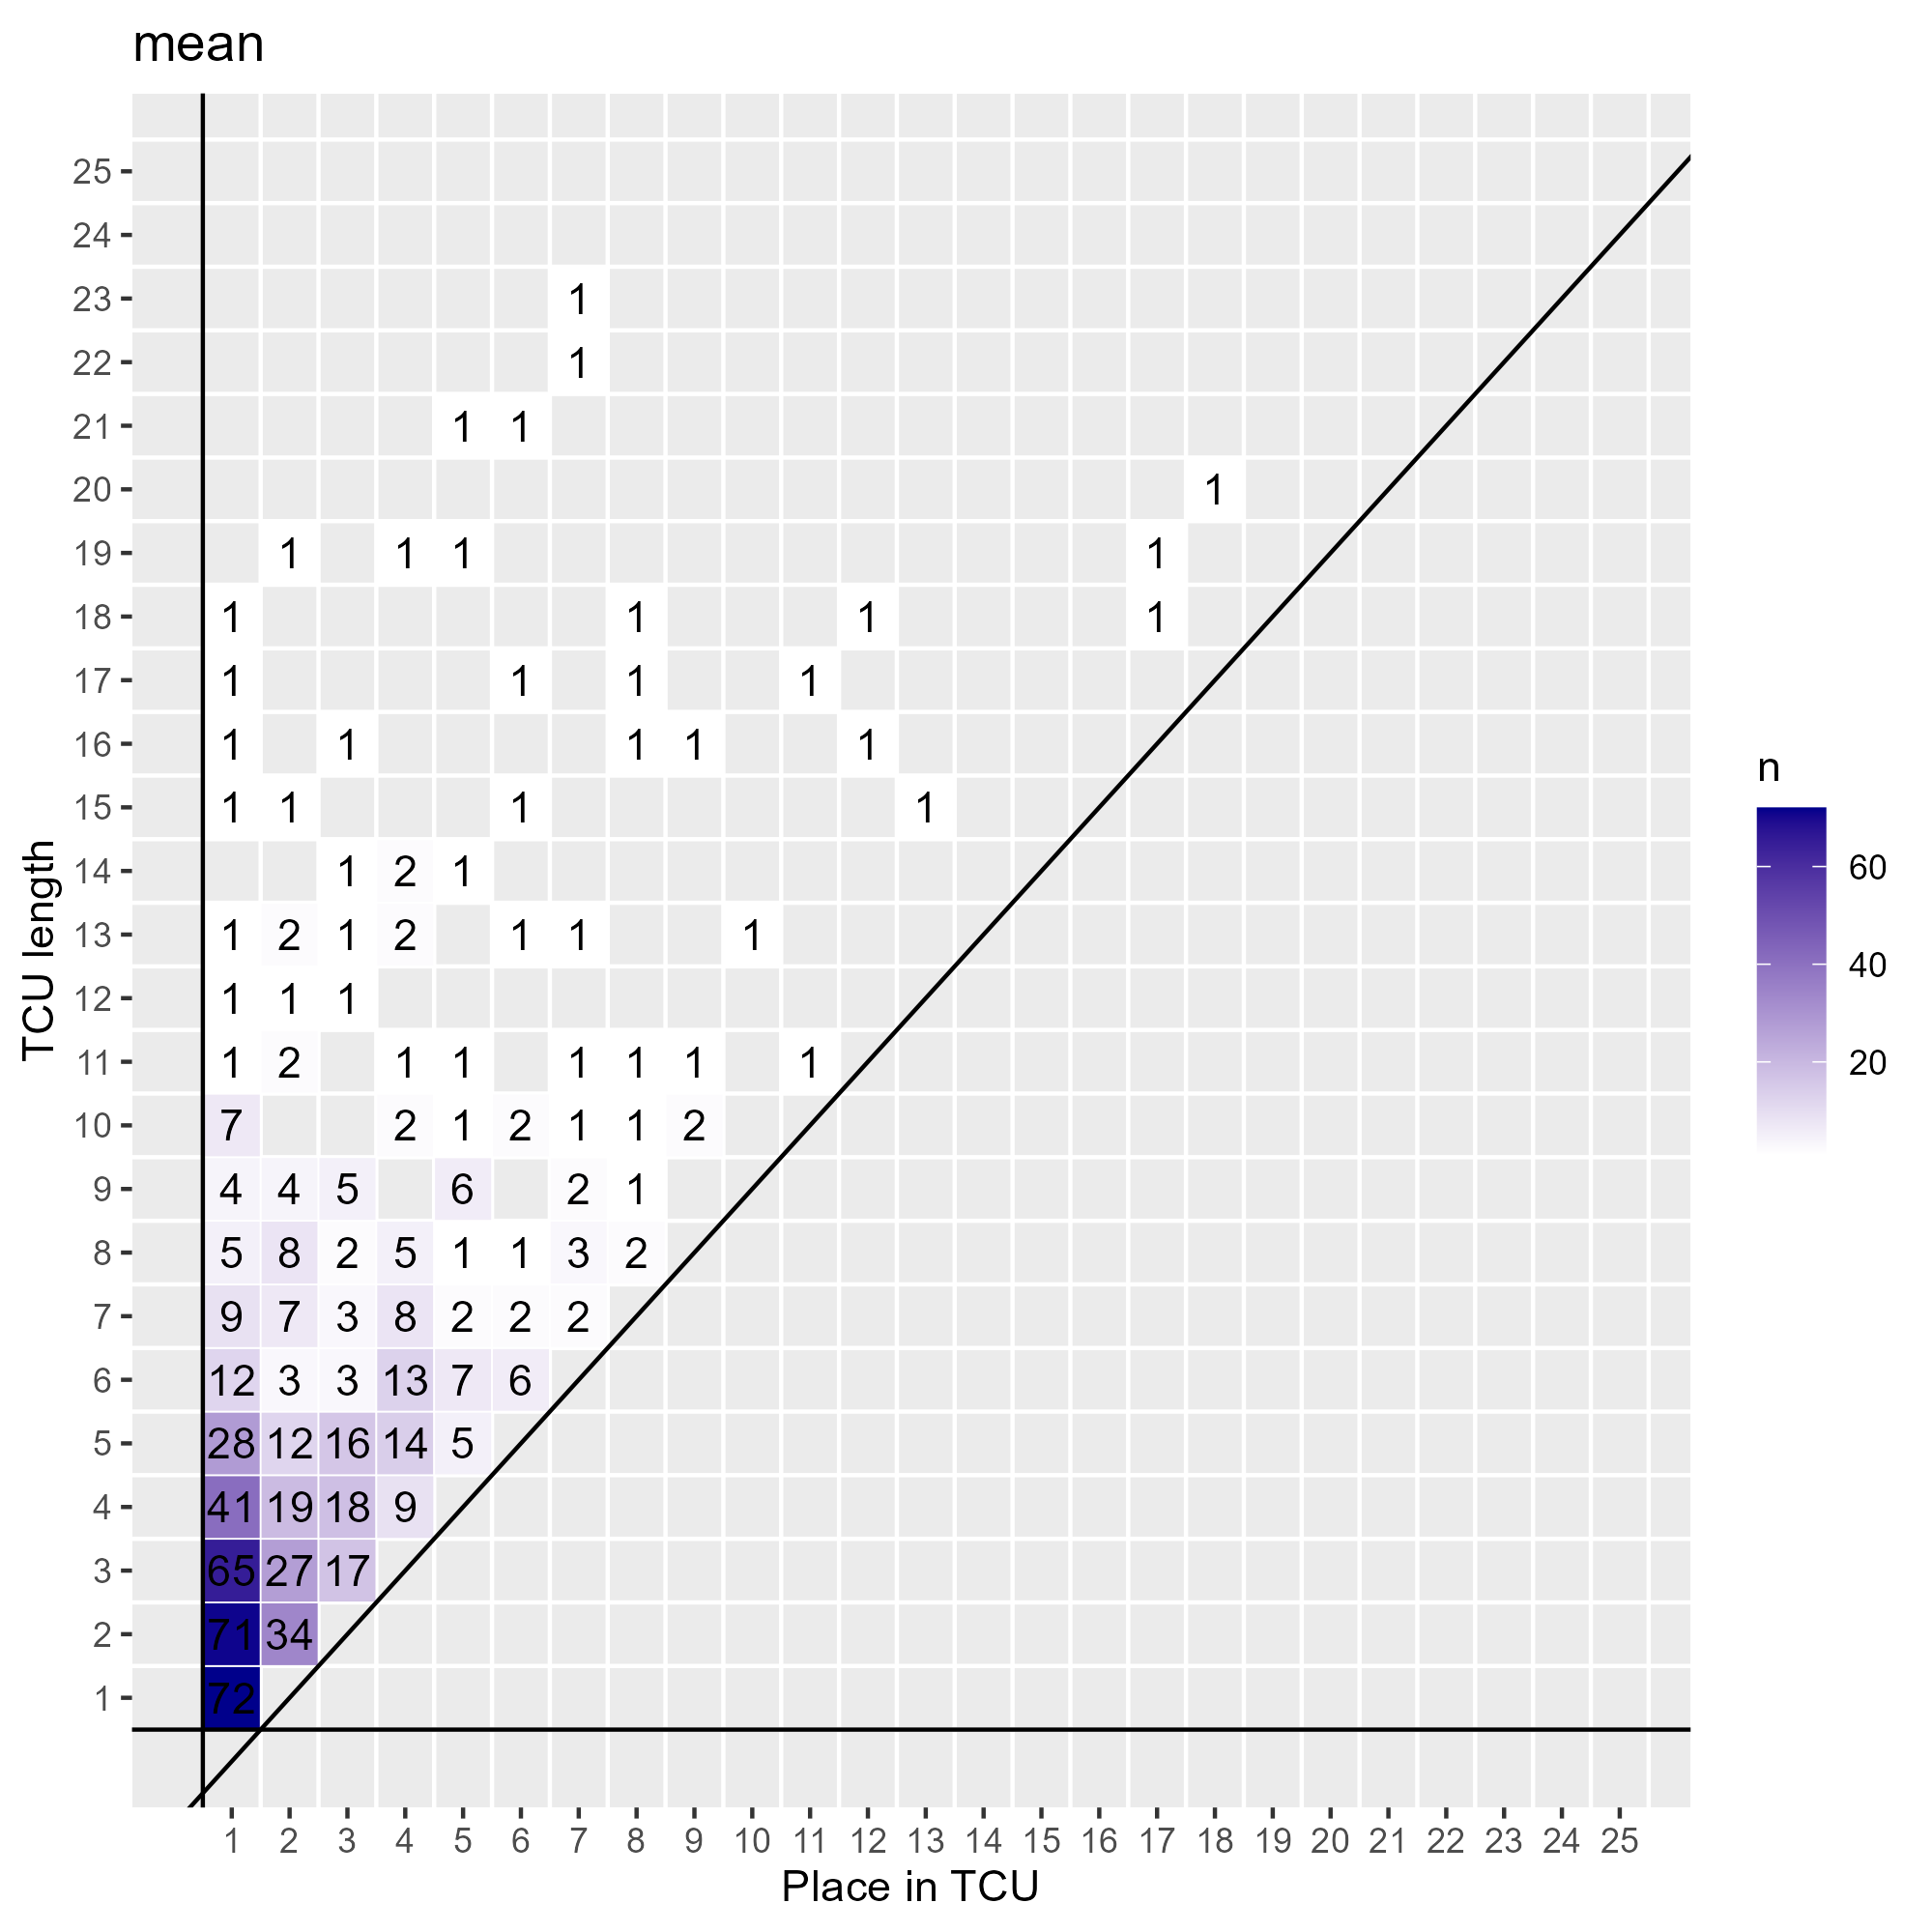 mean
25
24
23 1
22 1
21 1 1
20 1
19 1 1 1 1
18 1 1 1 1
17 1 1 1 1
16 1 1 1 1 1
15 1 1 1 1
14 1 2 1
13 1 2 1 2 1 1 1
12 1 1 1
11 1 2 1 1 1 1 1 1
10 7 2 1 2 1 1 2
9 4 4 5 6 2 1
8 5 8 2 5 1 1 3 2
7 9 7 3 8 2 2 2
6 12 3 3 13 7 6
5 28 12 16 14 5
4 41 19 18 9
3 65 27 17
2 71 34
1 72
TCU length
1 2 3 4 5 6 7 8 9 10 11 12 13 14 15 16 17 18 19 20 21 22 23 24 25
Place in TCU
n
60
40
20